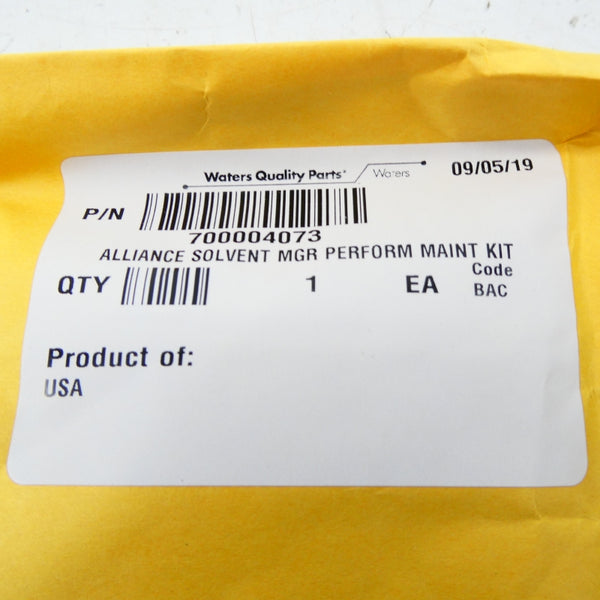 Waters Quality Parts® Waters 09/05/19
P/N
700004073
ALLIANCE SOLVENT MGR PERFORM MAINT KIT
QTY 1 EA Code
BAC
Product of:
USA